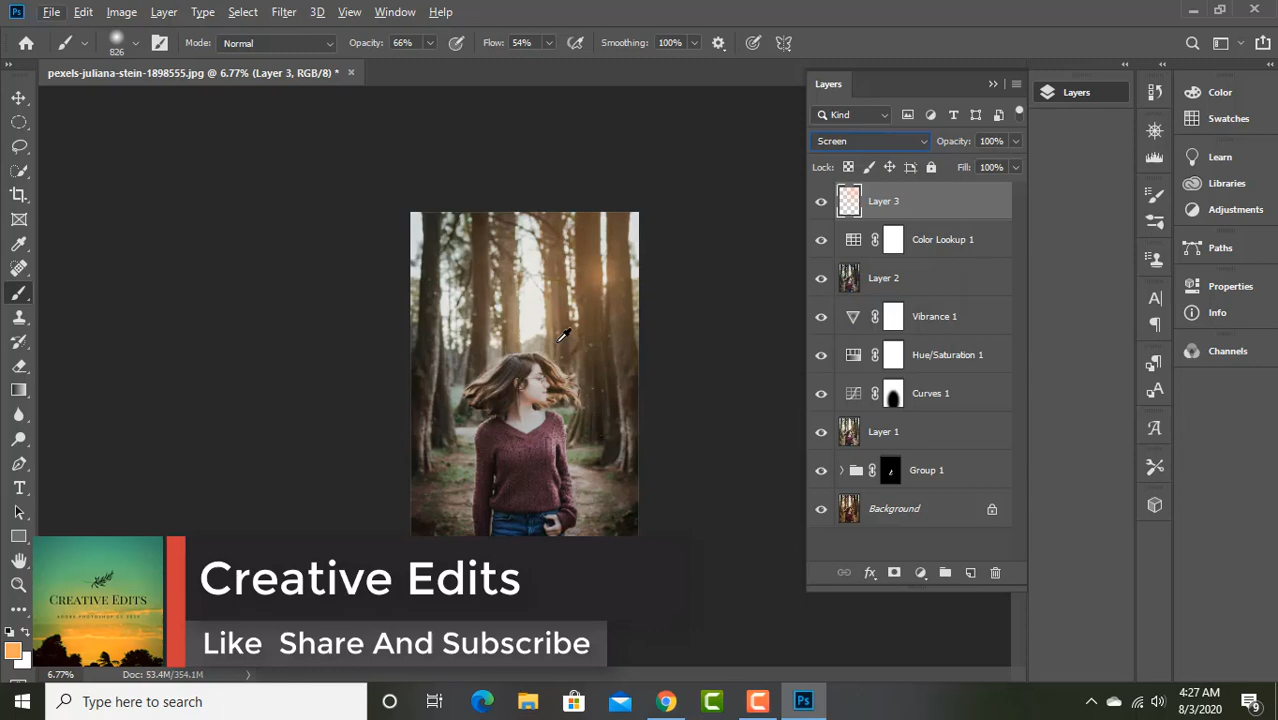 Ps File Edit Image Layer Type Select Filter 3D View Window Help
826 Mode: Normal Opacity: 66% Flow: 54% Smoothing: 100%
pexels-juliana-stein-1898555.jpg @ 6.77% (Layer 3, RGB/8) *
Layers
Kind
Screen Opacity: 100%
Lock: Fill: 100%
Layer 3
Color Lookup 1
Layer 2
Vibrance 1
Hue/Saturation 1
Curves 1
Layer 1
Group 1
Background
Layers
Color
Swatches
Learn
Libraries
Adjustments
Paths
Properties
Info
Channels
CREATIVE EDITS
Creative Edits
Like Share And Subscribe
6.77% Doc: 53.4M/354.1M
Type here to search
Ps
4:27 AM
8/3/2020
9